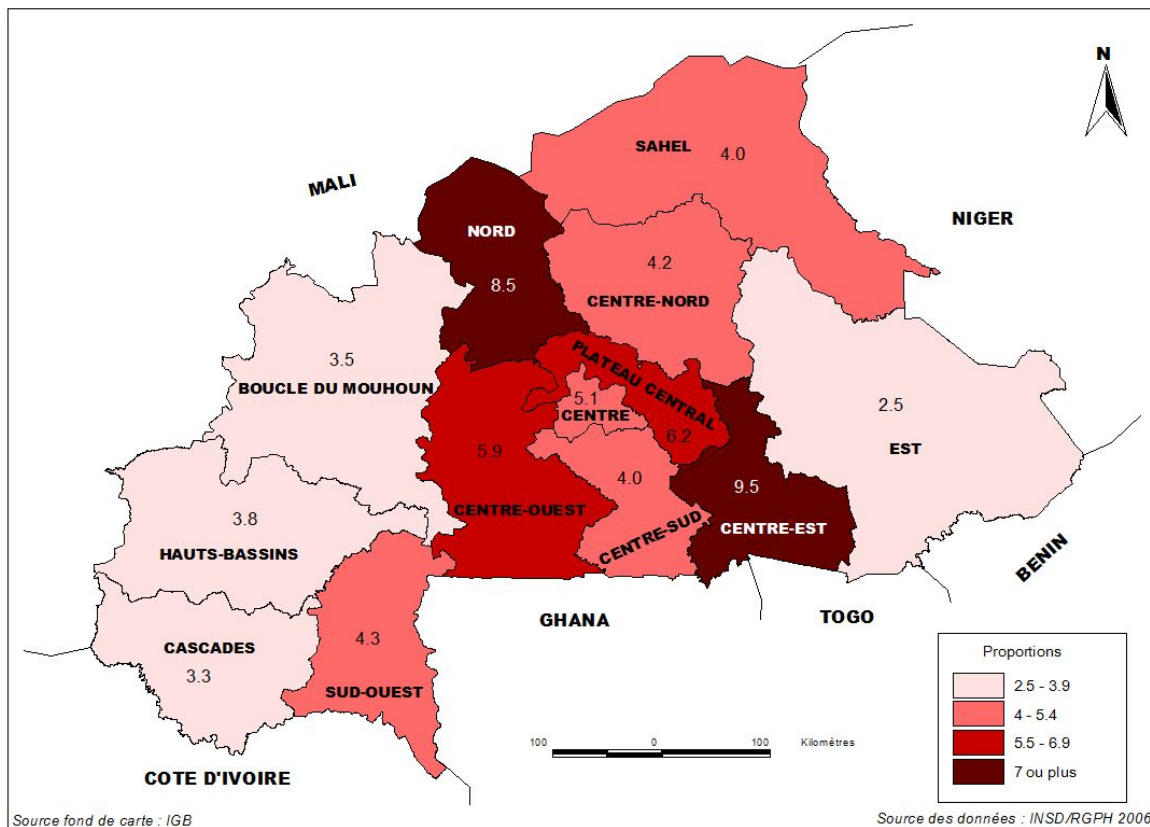 N
SAHEL
4.0
MALI
NIGER
NORD
8.5
4.2
CENTRE-NORD
3.5
BOUCLE DU MOUHOUN
PLATEAU CENTRAL
6.2
5.1
CENTRE
2.5
EST
5.9
CENTRE-OUEST
4.0
CENTRE-SUD
9.5
CENTRE-EST
3.8
HAUTS-BASSINS
BENIN
GHANA
TOGO
CASCADES
3.3
4.3
SUD-OUEST
COTE D'IVOIRE
Proportions
2.5 - 3.9
4 - 5.4
5.5 - 6.9
7 ou plus
100 0 100 Kilomètres
Source fond de carte : IGB
Source des données : INSD/RGPH 2006